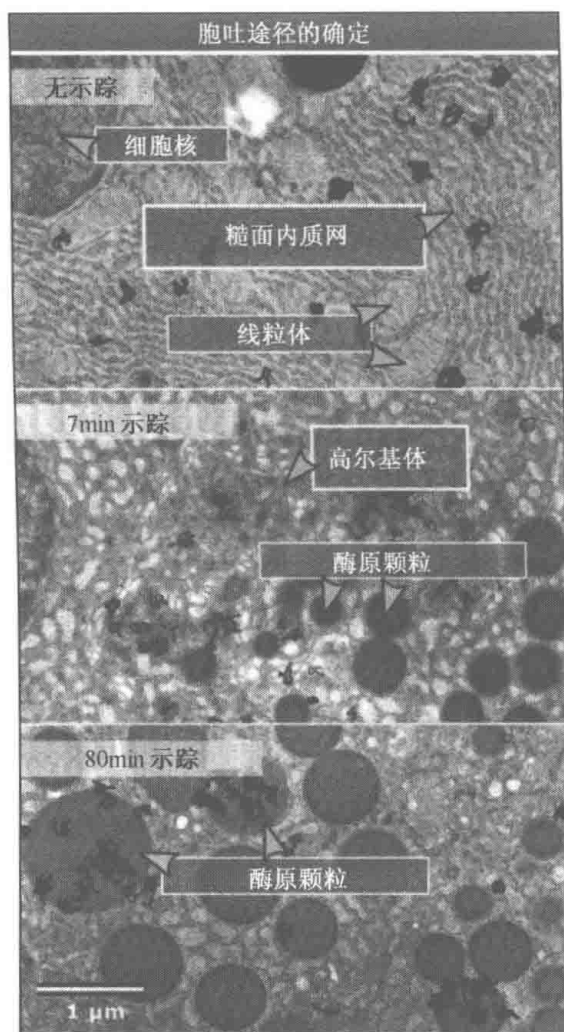 胞吐途径的确定
无示踪
细胞核
糙面内质网
线粒体
7min 示踪
高尔基体
酶原颗粒
80min 示踪
酶原颗粒
1 μm